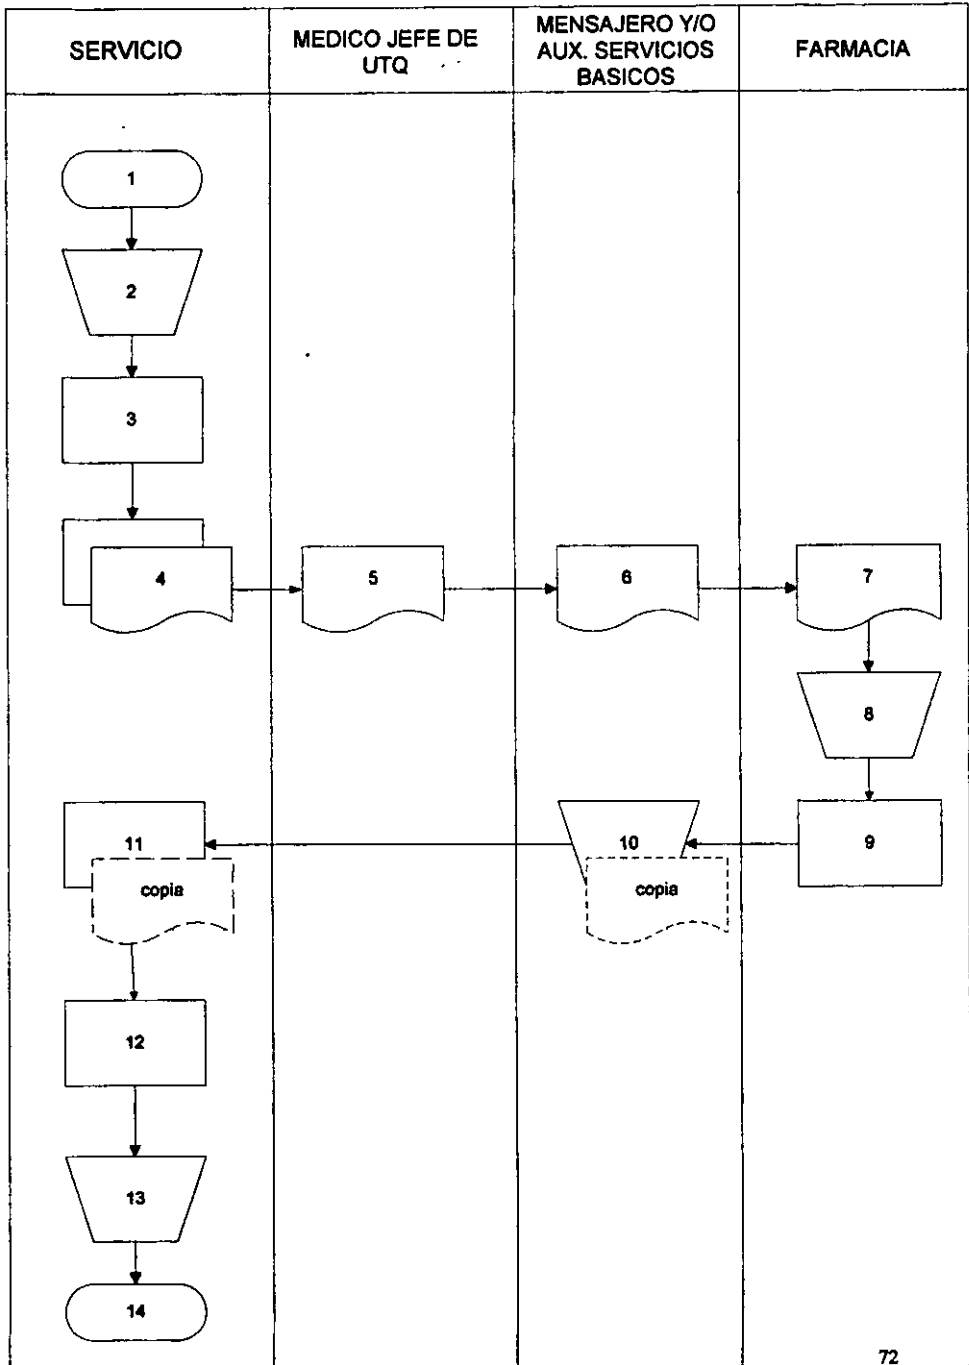 SERVICIO
MEDICO JEFE DE
UTQ
MENSAJERO Y/O
AUX. SERVICIOS
BASICOS
FARMACIA
1
2
3
4
5
6
7
8
9
10
copia
11
copia
12
13
14
72